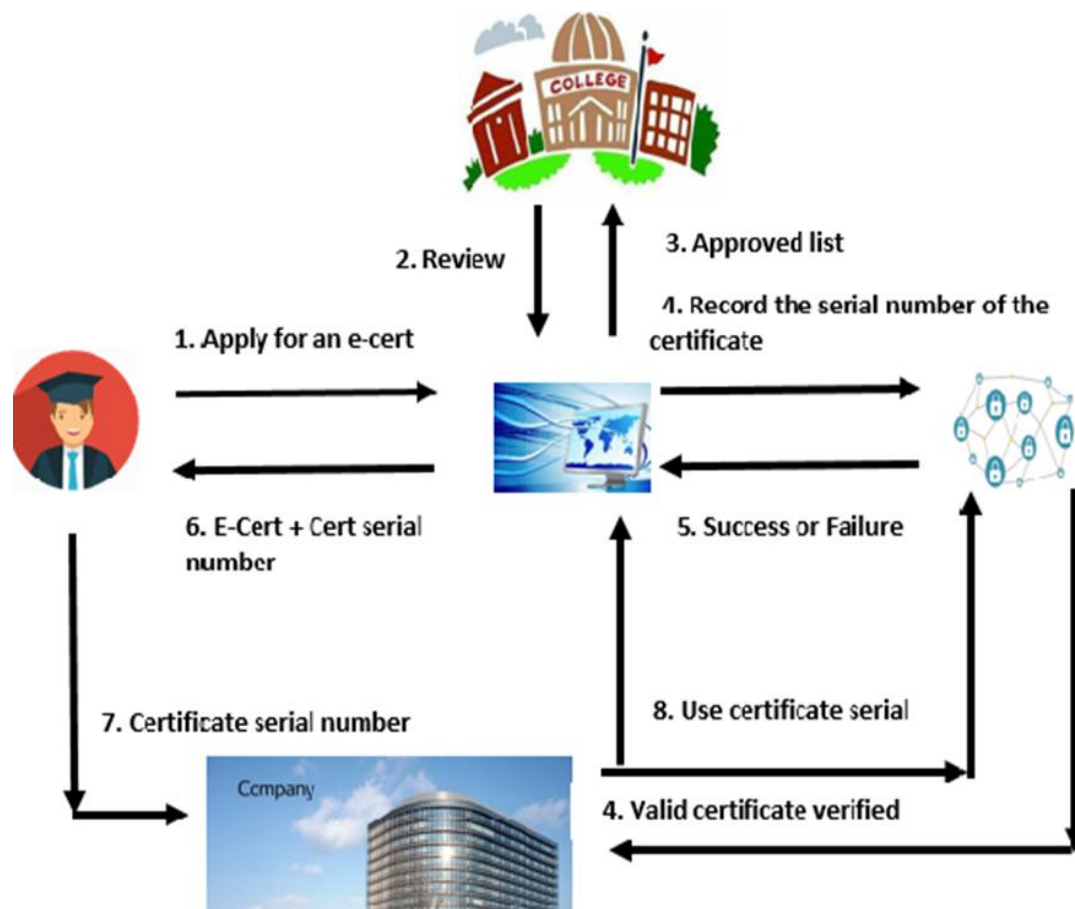 COLLEGE
2. Review
3. Approved list
4. Record the serial number of the
certificate
1. Apply for an e-cert
6. E-Cert + Cert serial
number
5. Success or Failure
7. Certificate serial number
8. Use certificate serial
Company
4. Valid certificate verified